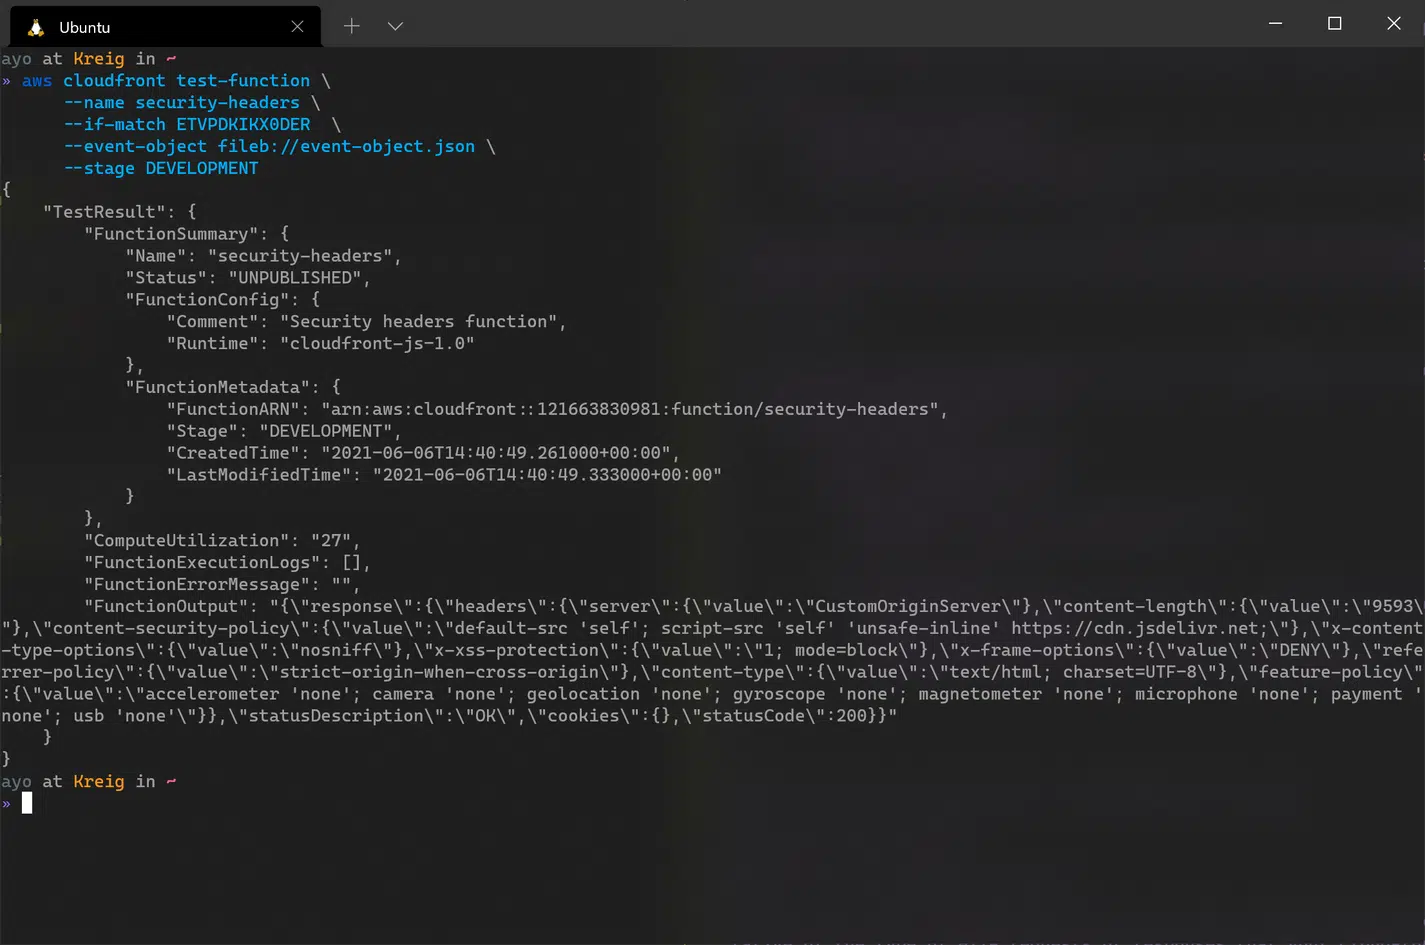 Ubuntu
ayo at Kreig in ~
» aws cloudfront test-function \
--name security-headers \
--if-match ETVPDKIKX0DER \
--event-object fileb://event-object.json \
--stage DEVELOPMENT
{
"TestResult": {
"FunctionSummary": {
"Name": "security-headers",
"Status": "UNPUBLISHED",
"FunctionConfig": {
"Comment": "Security headers function",
"Runtime": "cloudfront-js-1.0"
},
"FunctionMetadata": {
"FunctionARN": "arn:aws:cloudfront::121663830981:function/security-headers",
"Stage": "DEVELOPMENT",
"CreatedTime": "2021-06-06T14:40:49.261000+00:00",
"LastModifiedTime": "2021-06-06T14:40:49.333000+00:00"
}
},
"ComputeUtilization": "27",
"FunctionExecutionLogs": [],
"FunctionErrorMessage": "",
"FunctionOutput": "{\"response\":{\"headers\":{\"server\":{\"value\":\"CustomOriginServer\"},\"content-length\":{\"value\":\"9593\
"},\"content-security-policy\":{\"value\":\"default-src 'self'; script-src 'self' 'unsafe-inline' https://cdn.jsdelivr.net;\"},\"x-content
-type-options\":{\"value\":\"nosniff\"},\"x-xss-protection\":{\"value\":\"1; mode=block\"},\"x-frame-options\":{\"value\":\"DENY\"},\"refe
rrer-policy\":{\"value\":\"strict-origin-when-cross-origin\"},\"content-type\":{\"value\":\"text/html; charset=UTF-8\"},\"feature-policy\"
:{\"value\":\"accelerometer 'none'; camera 'none'; geolocation 'none'; gyroscope 'none'; magnetometer 'none'; microphone 'none'; payment '
none'; usb 'none'\"}},\"statusDescription\":\"OK\",\"cookies\":{},\"statusCode\":200}}"
}
}
ayo at Kreig in ~
»